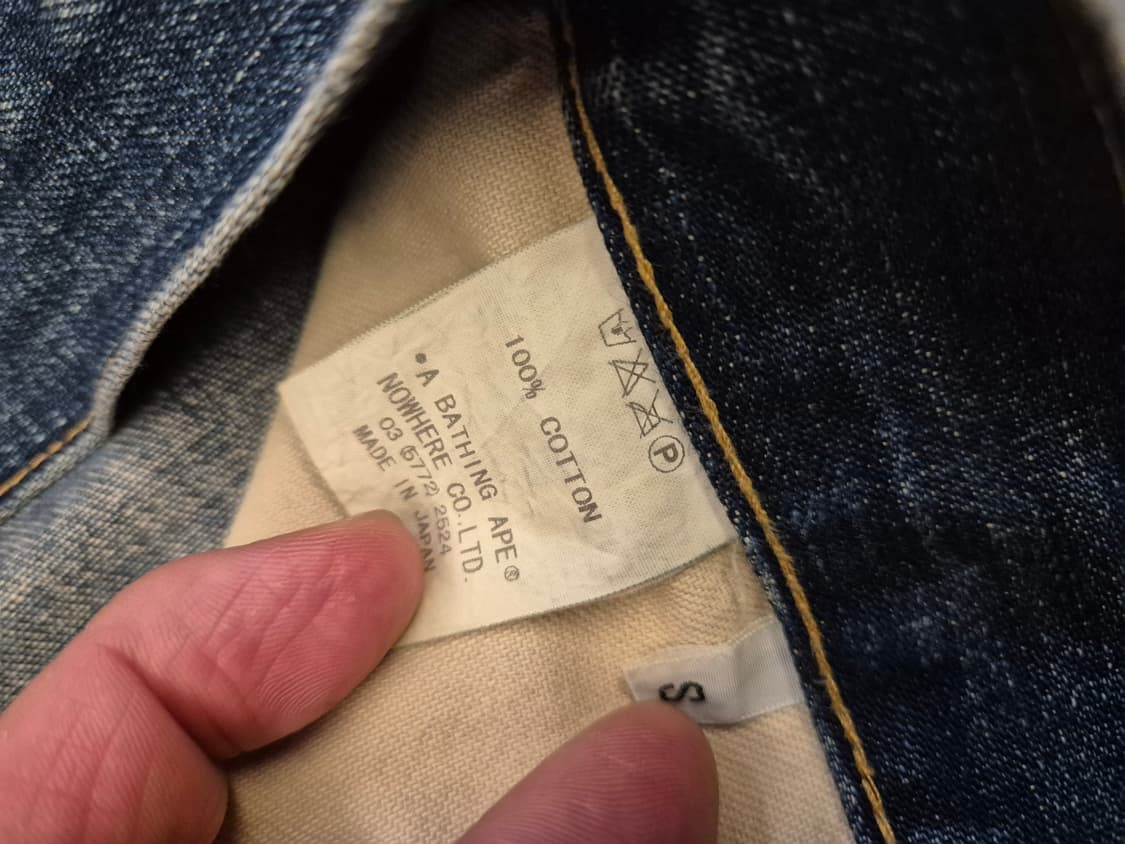 P
100% COTTON
•A BATHING APE®
NOWHERE CO.,LTD.
03 (5772) 2524
MADE IN JAPAN
S